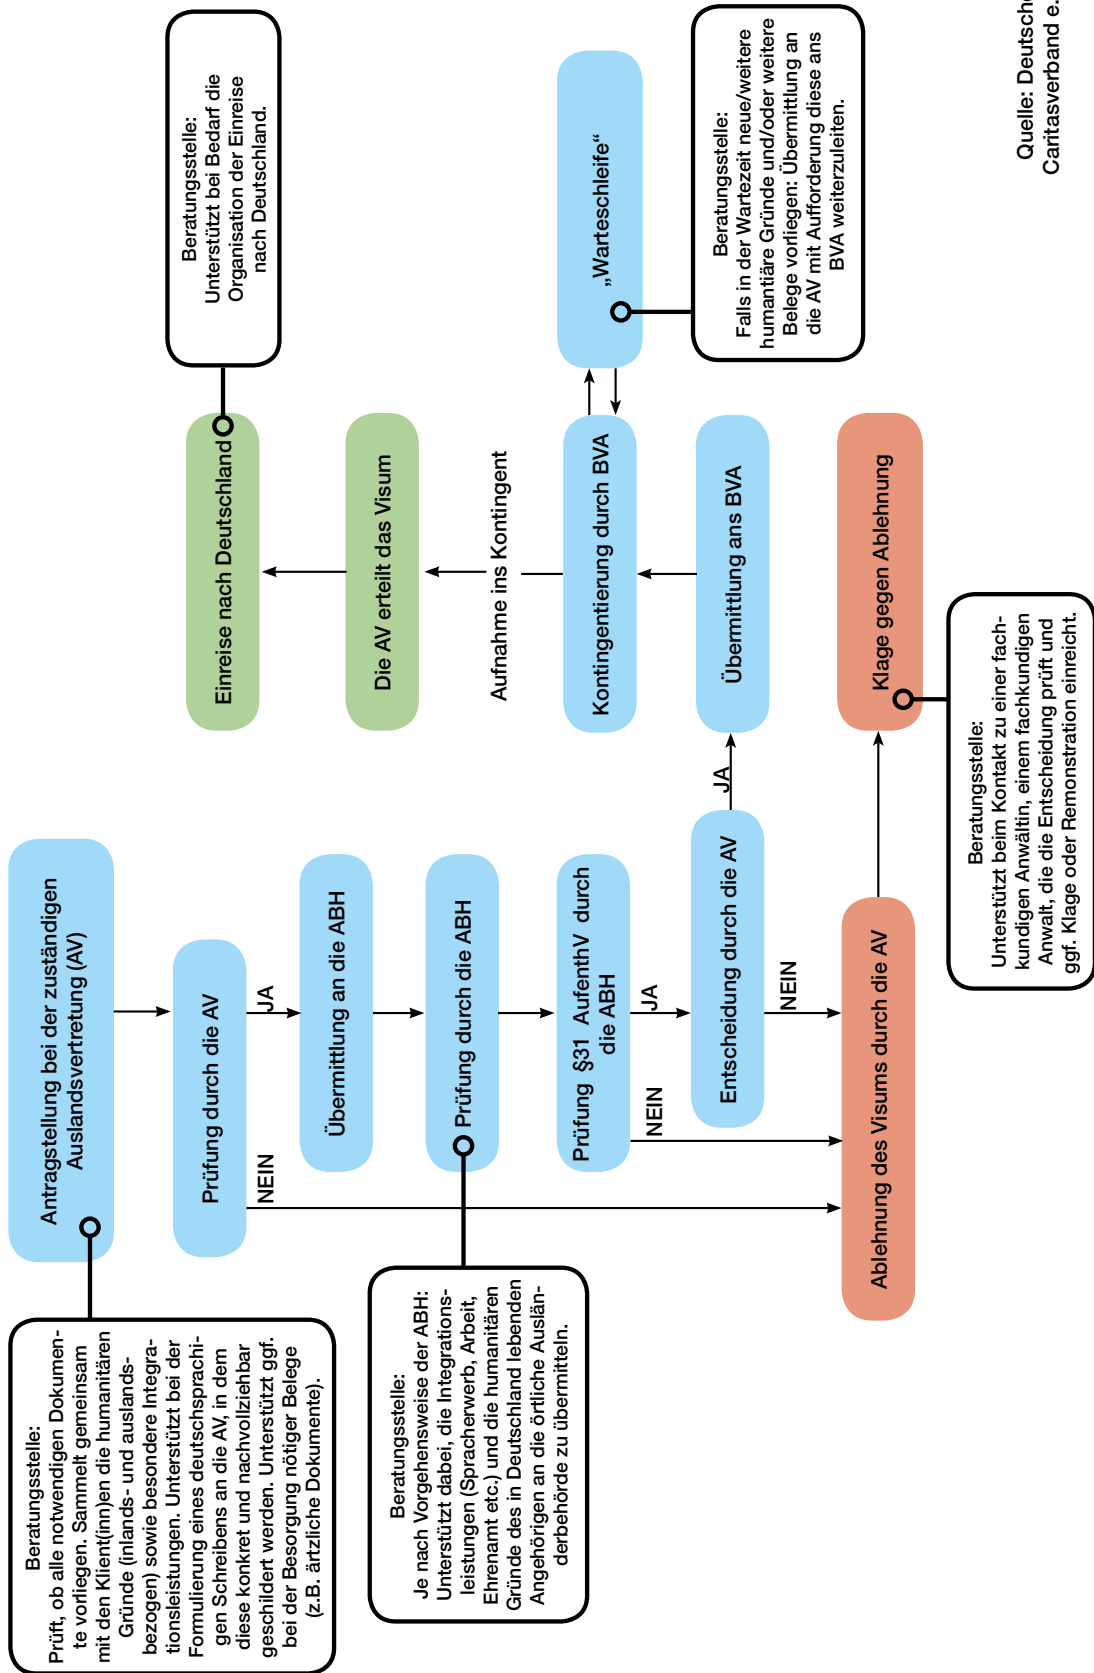 Beratungsstelle:
Prüft, ob alle notwendigen Dokumen-
te vorliegen. Sammelt gemeinsam
mit den Klient(inn)en die humanitären
Gründe (inlands- und auslands-
bezogen) sowie besondere Integra-
tionsleistungen. Unterstützt bei der
Formulierung eines deutschsprachi-
gen Schreibens an die AV, in dem
diese konkret und nachvollziehbar
geschildert werden. Unterstützt ggf.
bei der Besorgung nötiger Belege
(z.B. ärtzliche Dokumente).
Antragstellung bei der zuständigen
Auslandsvertretung (AV)
Prüfung durch die AV
NEIN
JA
Übermittlung an die ABH
Beratungsstelle:
Je nach Vorgehensweise der ABH:
Unterstützt dabei, die Integrations-
leistungen (Spracherwerb, Arbeit,
Ehrenamt etc.) und die humanitären
Gründe des in Deutschland lebenden
Angehörigen an die örtliche Auslän-
derbehörde zu übermitteln.
Prüfung durch die ABH
Prüfung §31 AufenthV durch
die ABH
NEIN
JA
Entscheidung durch die AV
NEIN
JA
Ablehnung des Visums durch die AV
Klage gegen Ablehnung
Beratungsstelle:
Unterstützt beim Kontakt zu einer fach-
kundigen Anwältin, einem fachkundigen
Anwalt, die die Entscheidung prüft und
ggf. Klage oder Remonstration einreicht.
Übermittlung ans BVA
Kontingentierung durch BVA
„Warteschleife“
Beratungsstelle:
Falls in der Wartezeit neue/weitere
humantiäre Gründe und/oder weitere
Belege vorliegen: Übermittlung an
die AV mit Aufforderung diese ans
BVA weiterzuleiten.
Aufnahme ins Kontingent
Die AV erteilt das Visum
Einreise nach Deutschland
Beratungsstelle:
Unterstützt bei Bedarf die
Organisation der Einreise
nach Deutschland.
Quelle: Deutsche
Caritasverband e.